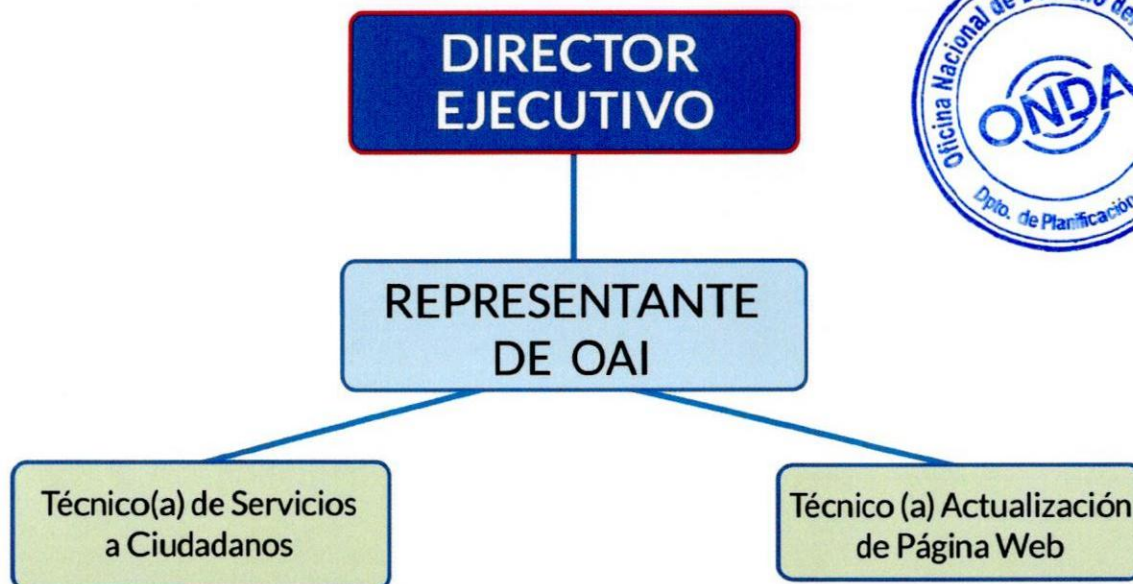 DIRECTOR
EJECUTIVO
Oficina Nacional de
ONDA
Dpto. de Planificación
REPRESENTANTE
DE OAI
Técnico(a) de Servicios
a Ciudadanos
Técnico (a) Actualización
de Página Web